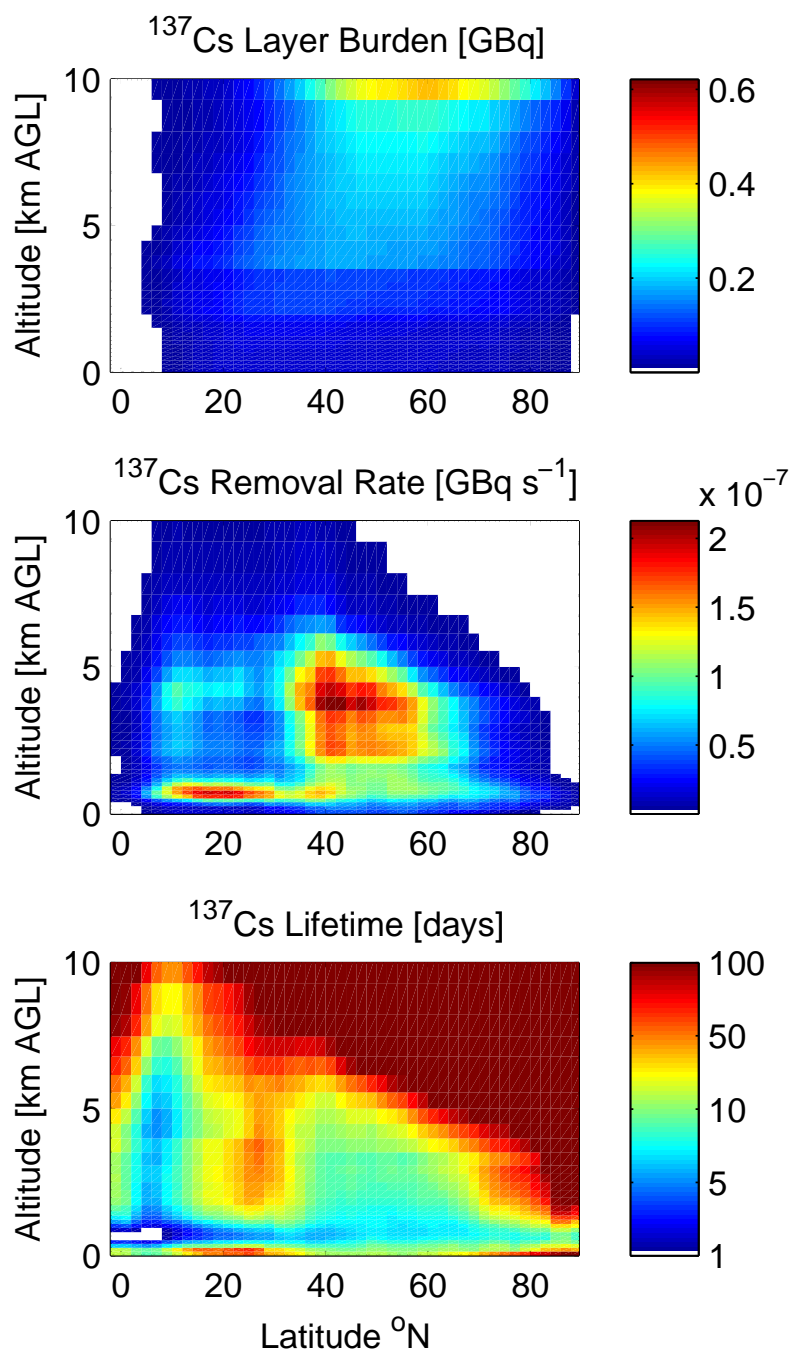 ¹³⁷Cs Layer Burden [GBq]
10
5
0
Altitude [km AGL]
0 20 40 60 80
0.6
0.4
0.2
¹³⁷Cs Removal Rate [GBq s⁻¹]
x 10⁻⁷
10
5
0
Altitude [km AGL]
0 20 40 60 80
2
1.5
1
0.5
¹³⁷Cs Lifetime [days]
10
5
0
Altitude [km AGL]
0 20 40 60 80
100
50
10
5
1
Latitude °N